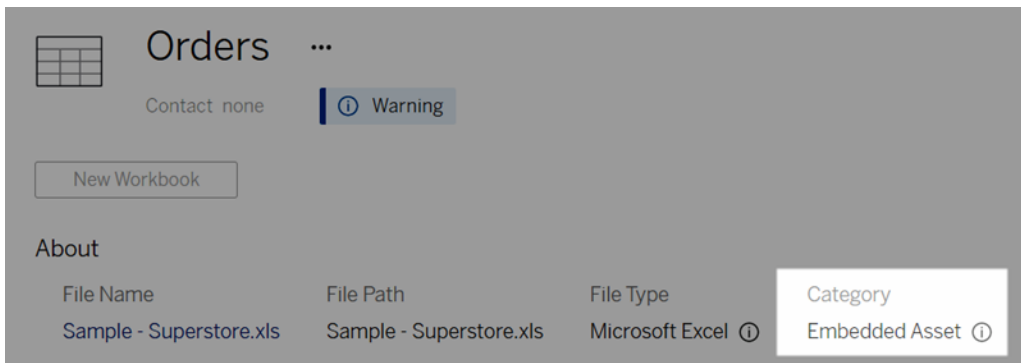 Orders ...
Contact none
Warning
New Workbook
About
File Name File Path File Type Category
Sample - Superstore.xls Sample - Superstore.xls Microsoft Excel Embedded Asset